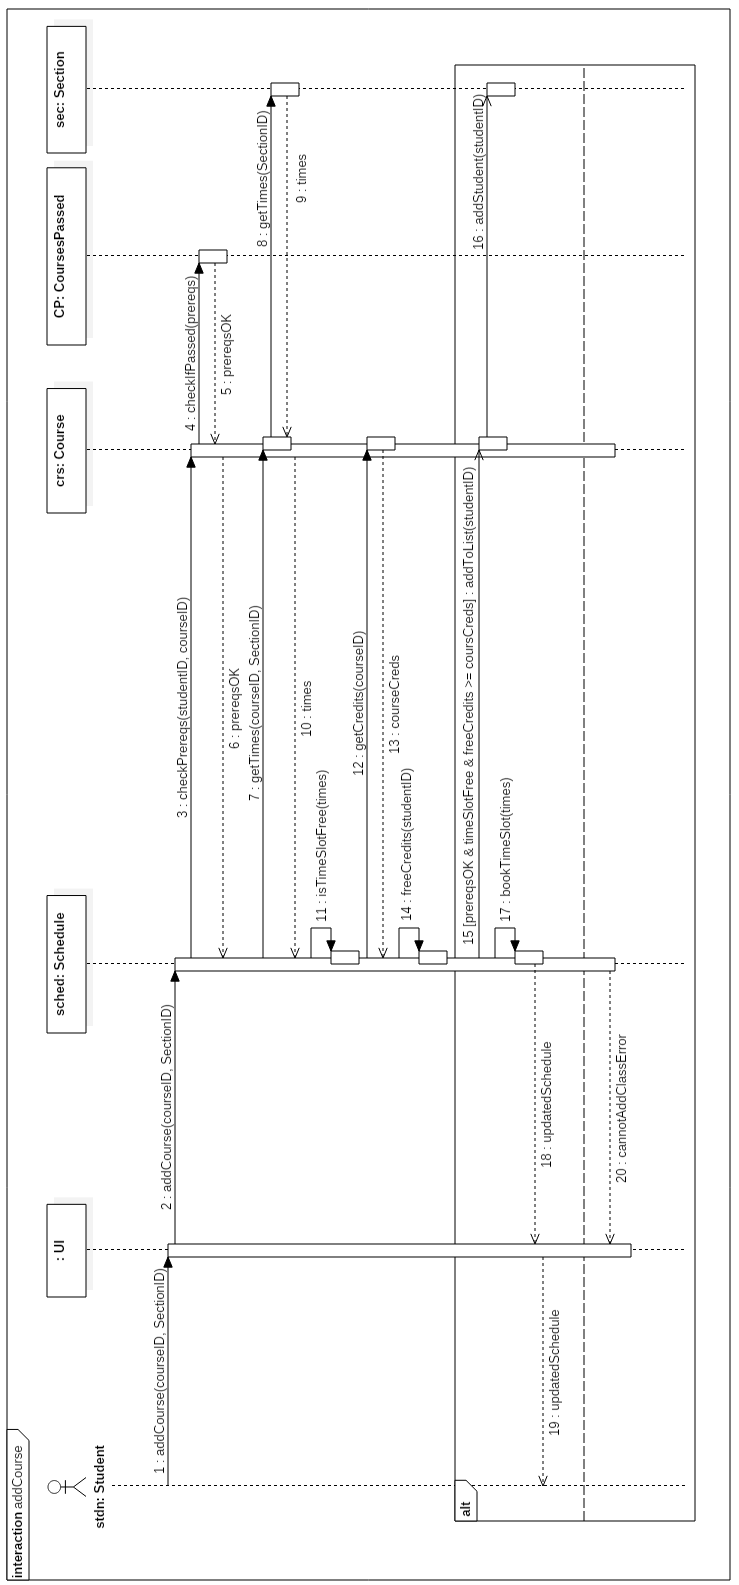 interaction addCourse
stdn: Student
: UI
sched: Schedule
crs: Course
CP: CoursesPassed
sec: Section
1 : addCourse(courseID, SectionID)
2 : addCourse(courseID, SectionID)
3 : checkPrereqs(studentID, courseID)
4 : checkIfPassed(prereqs)
5 : prereqsOK
6 : prereqsOK
7 : getTimes(courseID, SectionID)
8 : getTimes(SectionID)
9 : times
10 : times
11 : isTimeSlotFree(times)
12 : getCredits(courseID)
13 : courseCreds
14 : freeCredits(studentID)
alt
15 [prereqsOK & timeSlotFree & freeCredits >= coursCreds] : addToList(studentID)
16 : addStudent(studentID)
17 : bookTimeSlot(times)
18 : updatedSchedule
19 : updatedSchedule
20 : cannotAddClassError